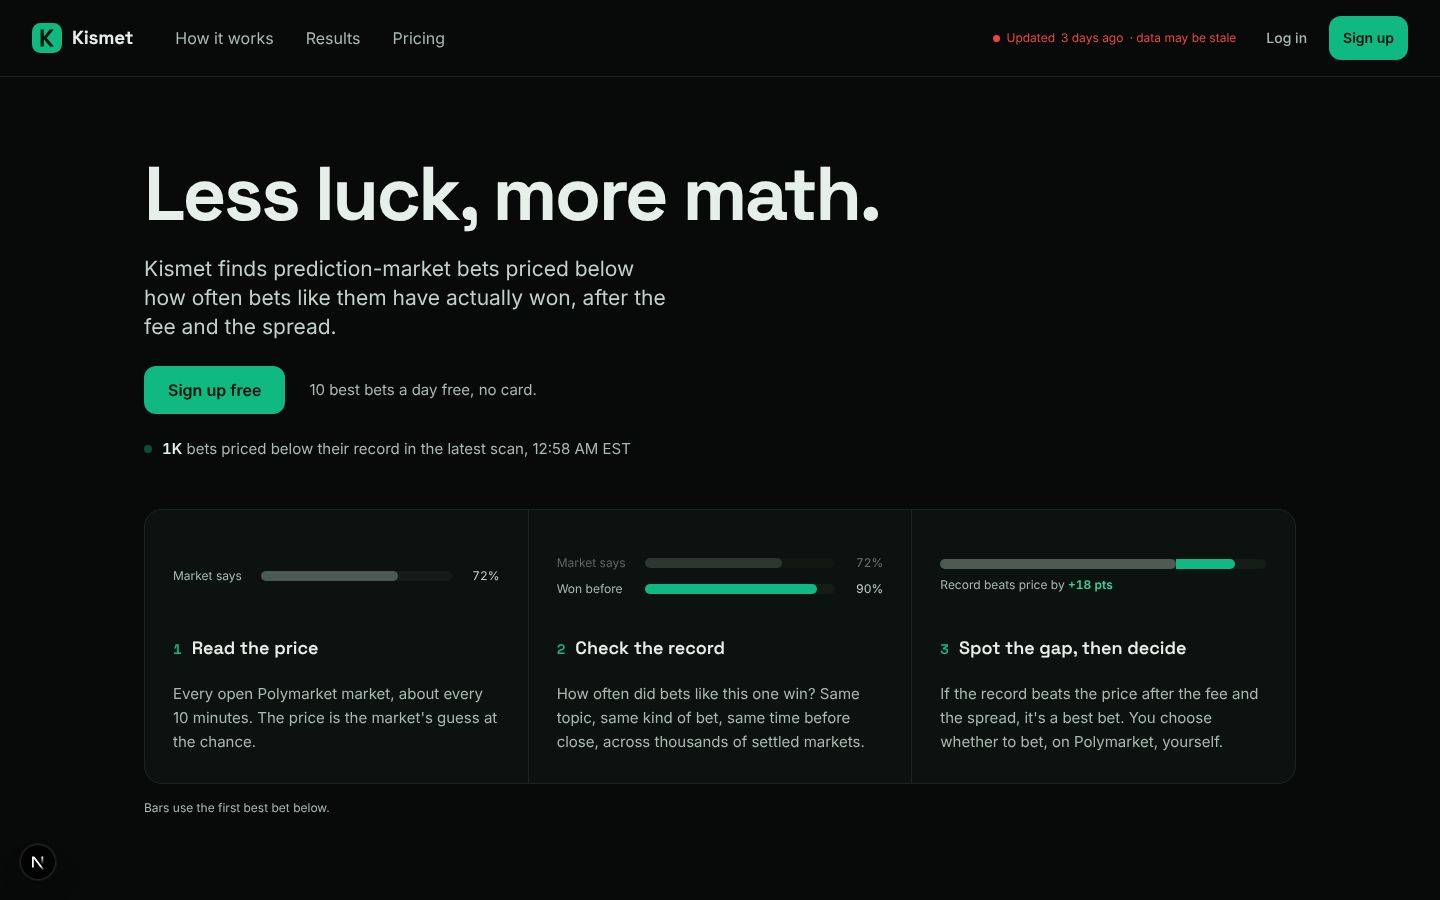 K Kismet How it works Results Pricing Updated 3 days ago · data may be stale Log in Sign up
Less luck, more math.
Kismet finds prediction-market bets priced below
how often bets like them have actually won, after the
fee and the spread.
Sign up free 10 best bets a day free, no card.
1K bets priced below their record in the latest scan, 12:58 AM EST
Market says 72%
1 Read the price
Every open Polymarket market, about every
10 minutes. The price is the market's guess at
the chance.
Market says 72%
Won before 90%
2 Check the record
How often did bets like this one win? Same
topic, same kind of bet, same time before
close, across thousands of settled markets.
Record beats price by +18 pts
3 Spot the gap, then decide
If the record beats the price after the fee and
the spread, it's a best bet. You choose
whether to bet, on Polymarket, yourself.
Bars use the first best bet below.
N